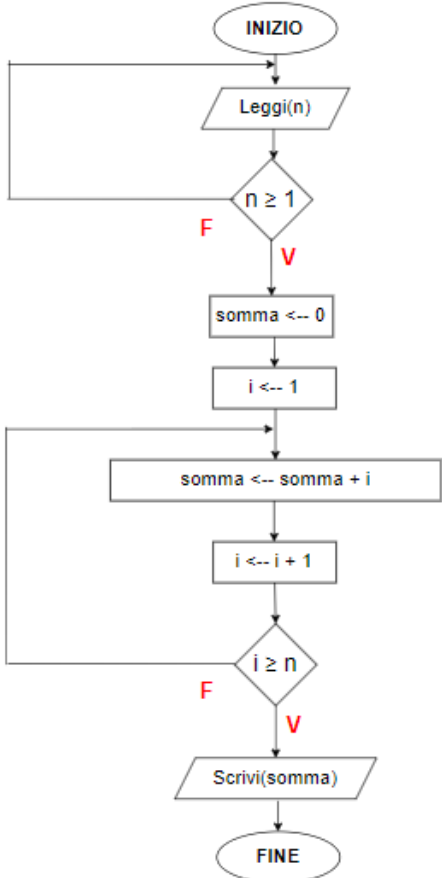 INIZIO
Leggi(n)
n ≥ 1
F
V
somma <-- 0
i <-- 1
somma <-- somma + i
i <-- i + 1
i ≥ n
F
V
Scrivi(somma)
FINE